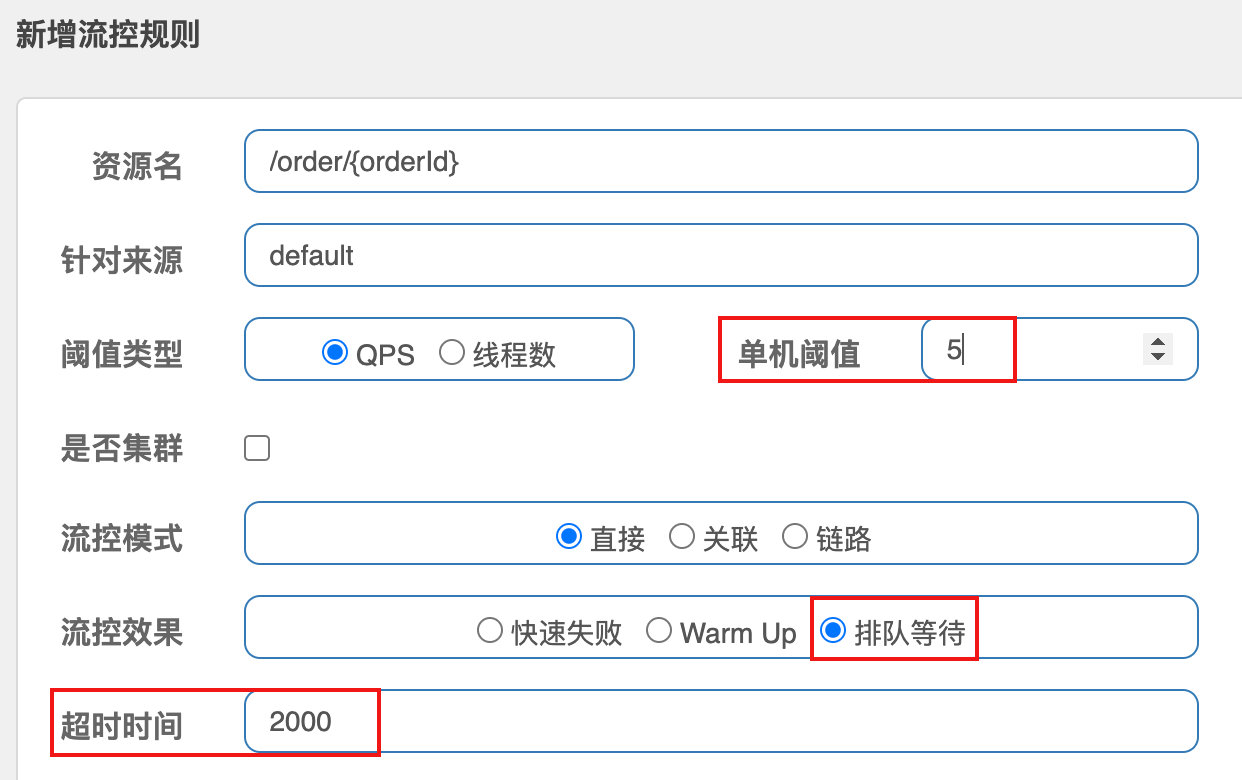 新增流控规则
资源名 /order/{orderId}
针对来源 default
阈值类型 QPS 线程数 单机阈值 5
是否集群
流控模式 直接 关联 链路
流控效果 快速失败 Warm Up 排队等待
超时时间 2000